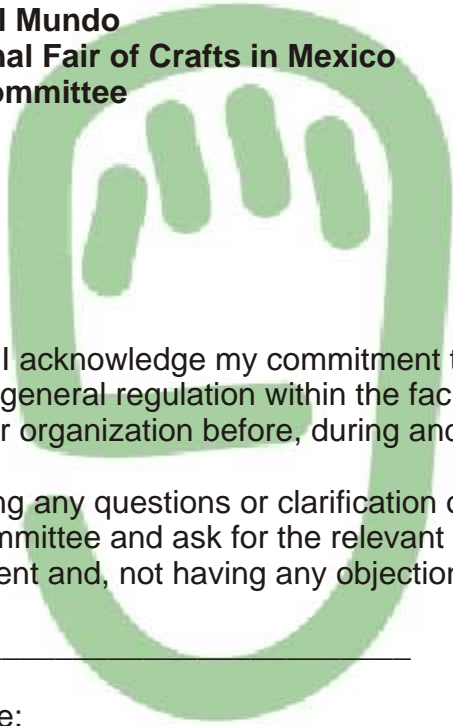 l Mundo
nal Fair of Crafts in Mexico
ommittee
I acknowledge my commitment t
general regulation within the fac
r organization before, during and
ng any questions or clarification
mmittee and ask for the relevant
ent and, not having any objection
e: